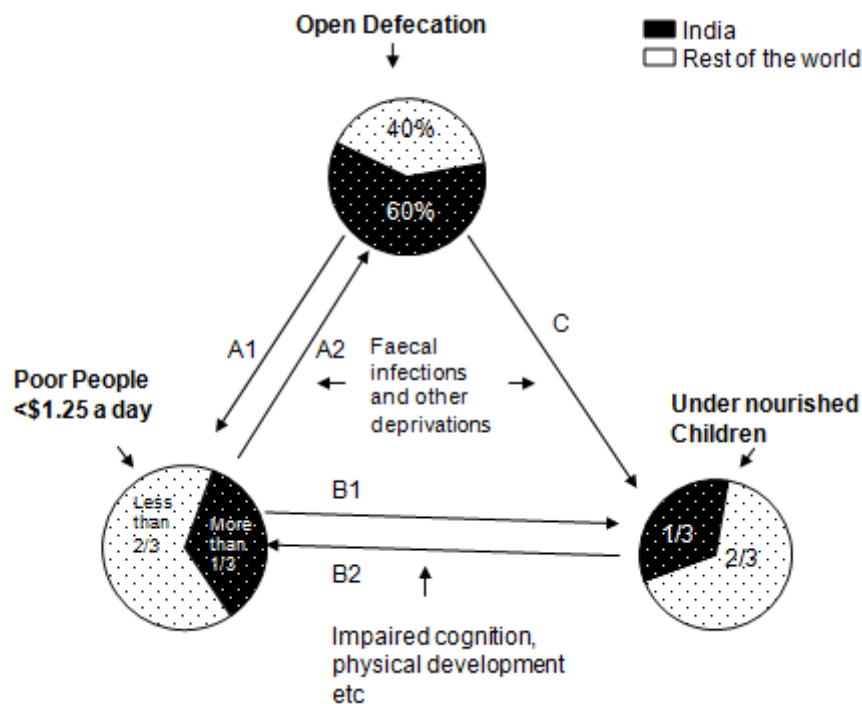 Open Defecation
India
Rest of the world
40%
60%
A1
A2
C
Faecal
infections
and other
deprivations
Poor People
<$1.25 a day
Under nourished
Children
Less
than
2/3
More
than
1/3
B1
B2
1/3
2/3
Impaired cognition,
physical development
etc